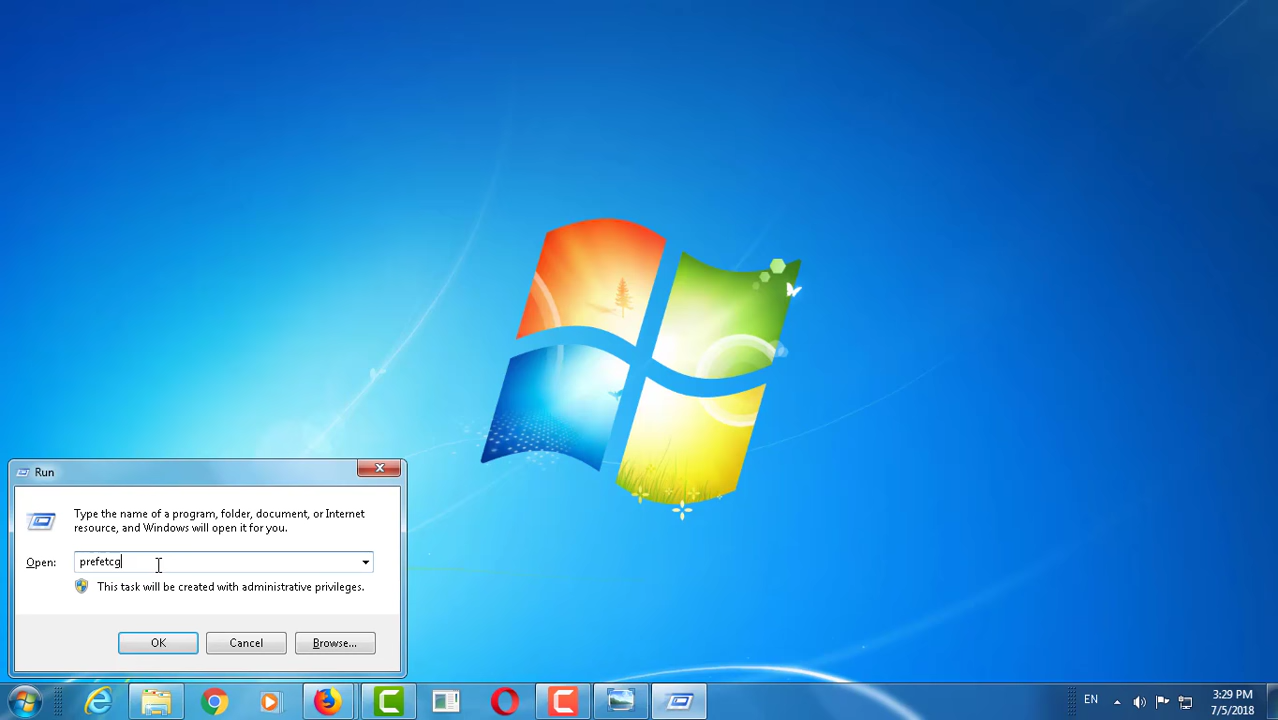 Run
Type the name of a program, folder, document, or Internet
resource, and Windows will open it for you.
Open: prefetcg
This task will be created with administrative privileges.
OK Cancel Browse...
EN 3:29 PM
7/5/2018